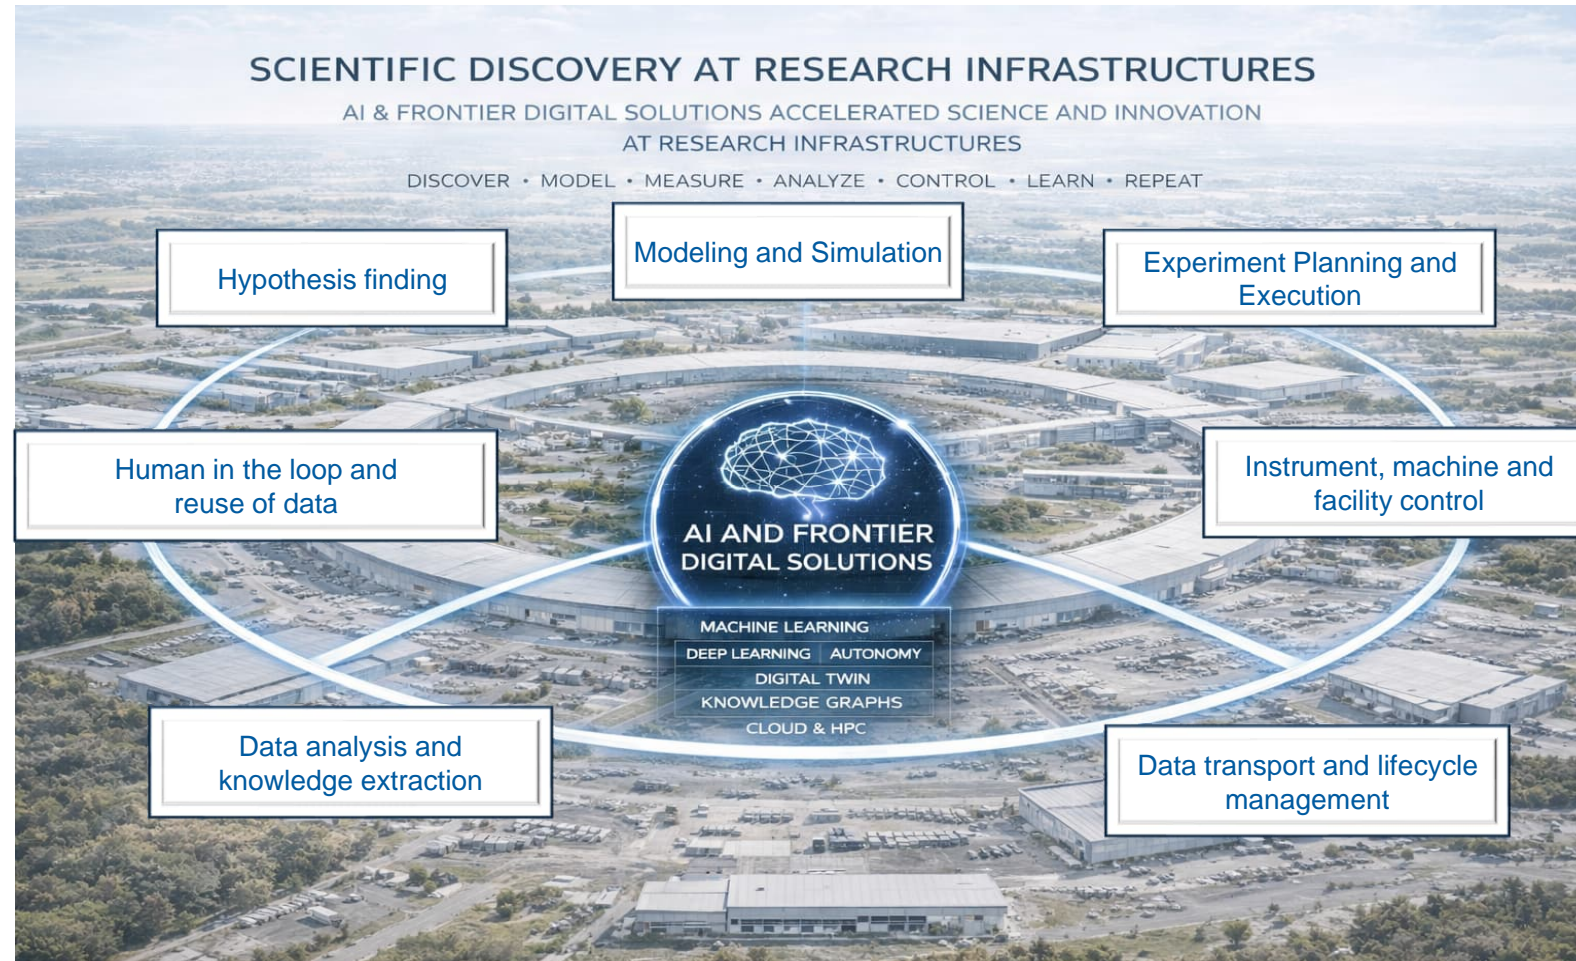 SCIENTIFIC DISCOVERY AT RESEARCH INFRASTRUCTURES
AI & FRONTIER DIGITAL SOLUTIONS ACCELERATED SCIENCE AND INNOVATION
AT RESEARCH INFRASTRUCTURES
DISCOVER • MODEL • MEASURE • ANALYZE • CONTROL • LEARN • REPEAT
Hypothesis finding
Modeling and Simulation
Experiment Planning and
Execution
Human in the loop and
reuse of data
Instrument, machine and
facility control
AI AND FRONTIER
DIGITAL SOLUTIONS
MACHINE LEARNING
DEEP LEARNING
AUTONOMY
DIGITAL TWIN
KNOWLEDGE GRAPHS
CLOUD & HPC
Data analysis and
knowledge extraction
Data transport and lifecycle
management